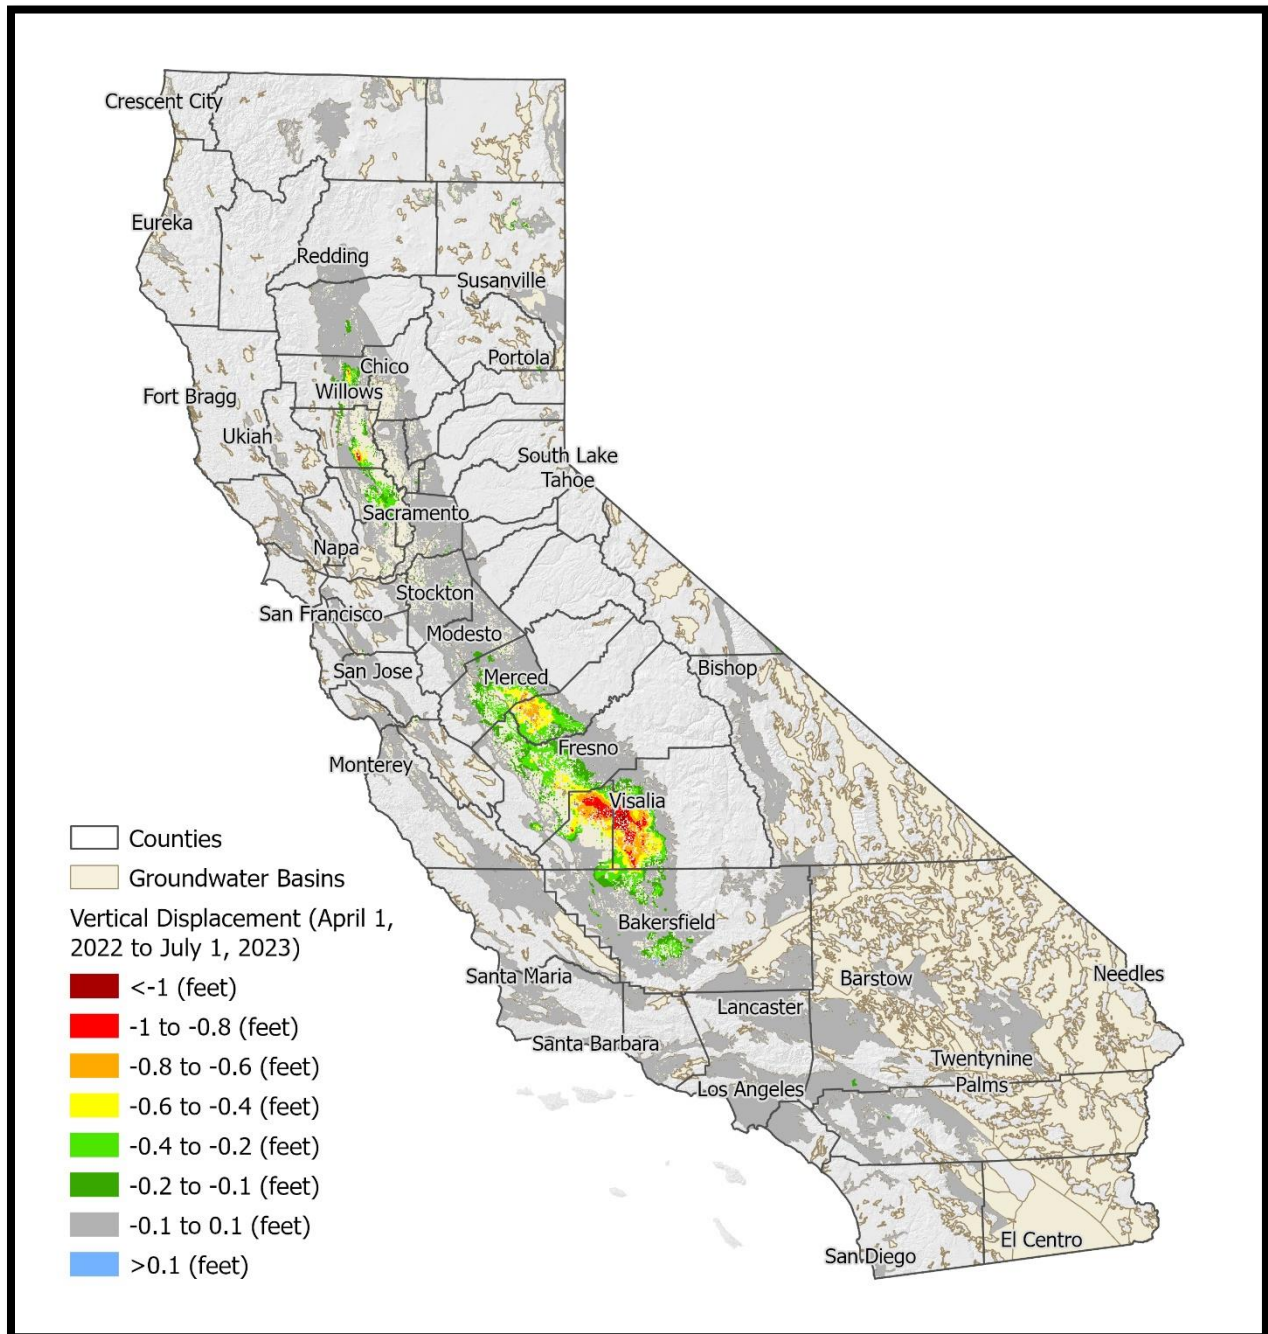 Crescent City
Eureka
Redding
Susanville
Chico
Portola
Willows
Fort Bragg
Ukiah
South Lake
Tahoe
Sacramento
Napa
Stockton
San Francisco
Modesto
San Jose
Merced
Bishop
Fresno
Monterey
Visalia
Bakersfield
Santa Maria
Barstow
Needles
Lancaster
Santa Barbara
Twentynine
Palms
Los Angeles
El Centro
San Diego
Counties
Groundwater Basins
Vertical Displacement (April 1,
2022 to July 1, 2023)
<-1 (feet)
-1 to -0.8 (feet)
-0.8 to -0.6 (feet)
-0.6 to -0.4 (feet)
-0.4 to -0.2 (feet)
-0.2 to -0.1 (feet)
-0.1 to 0.1 (feet)
>0.1 (feet)